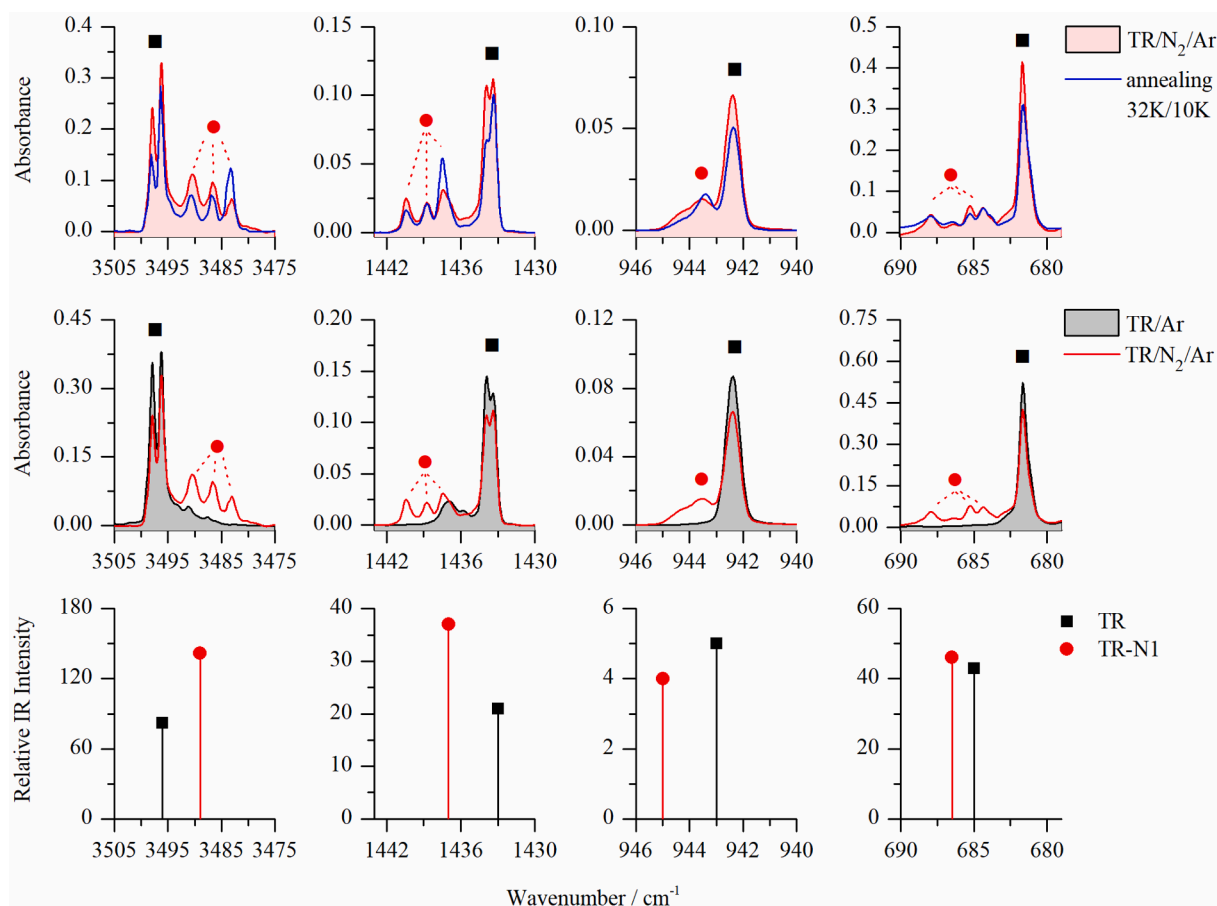 0.4 0.15 0.10 0.5 TR/N₂/Ar
0.3 0.10 0.05 0.4 annealing
0.2 0.05 0.00 0.3 32K/10K
0.1 0.00 0.2
0.0 0.1
0.0
Absorbance
3505 3495 3485 3475 1442 1436 1430 946 944 942 940 690 685 680
0.45 0.20 0.12 0.75 TR/Ar
0.30 0.15 0.08 0.60 TR/N₂/Ar
0.15 0.10 0.04 0.45
0.00 0.05 0.00 0.30
0.00 0.15
0.00
Absorbance
3505 3495 3485 3475 1442 1436 1430 946 944 942 940 690 685 680
180 40 6 60 TR
120 30 4 40 TR-N1
60 20 2 20
0 10 0 0
0
Relative IR Intensity
3505 3495 3485 3475 1442 1436 1430 946 944 942 940 690 685 680
Wavenumber / cm⁻¹